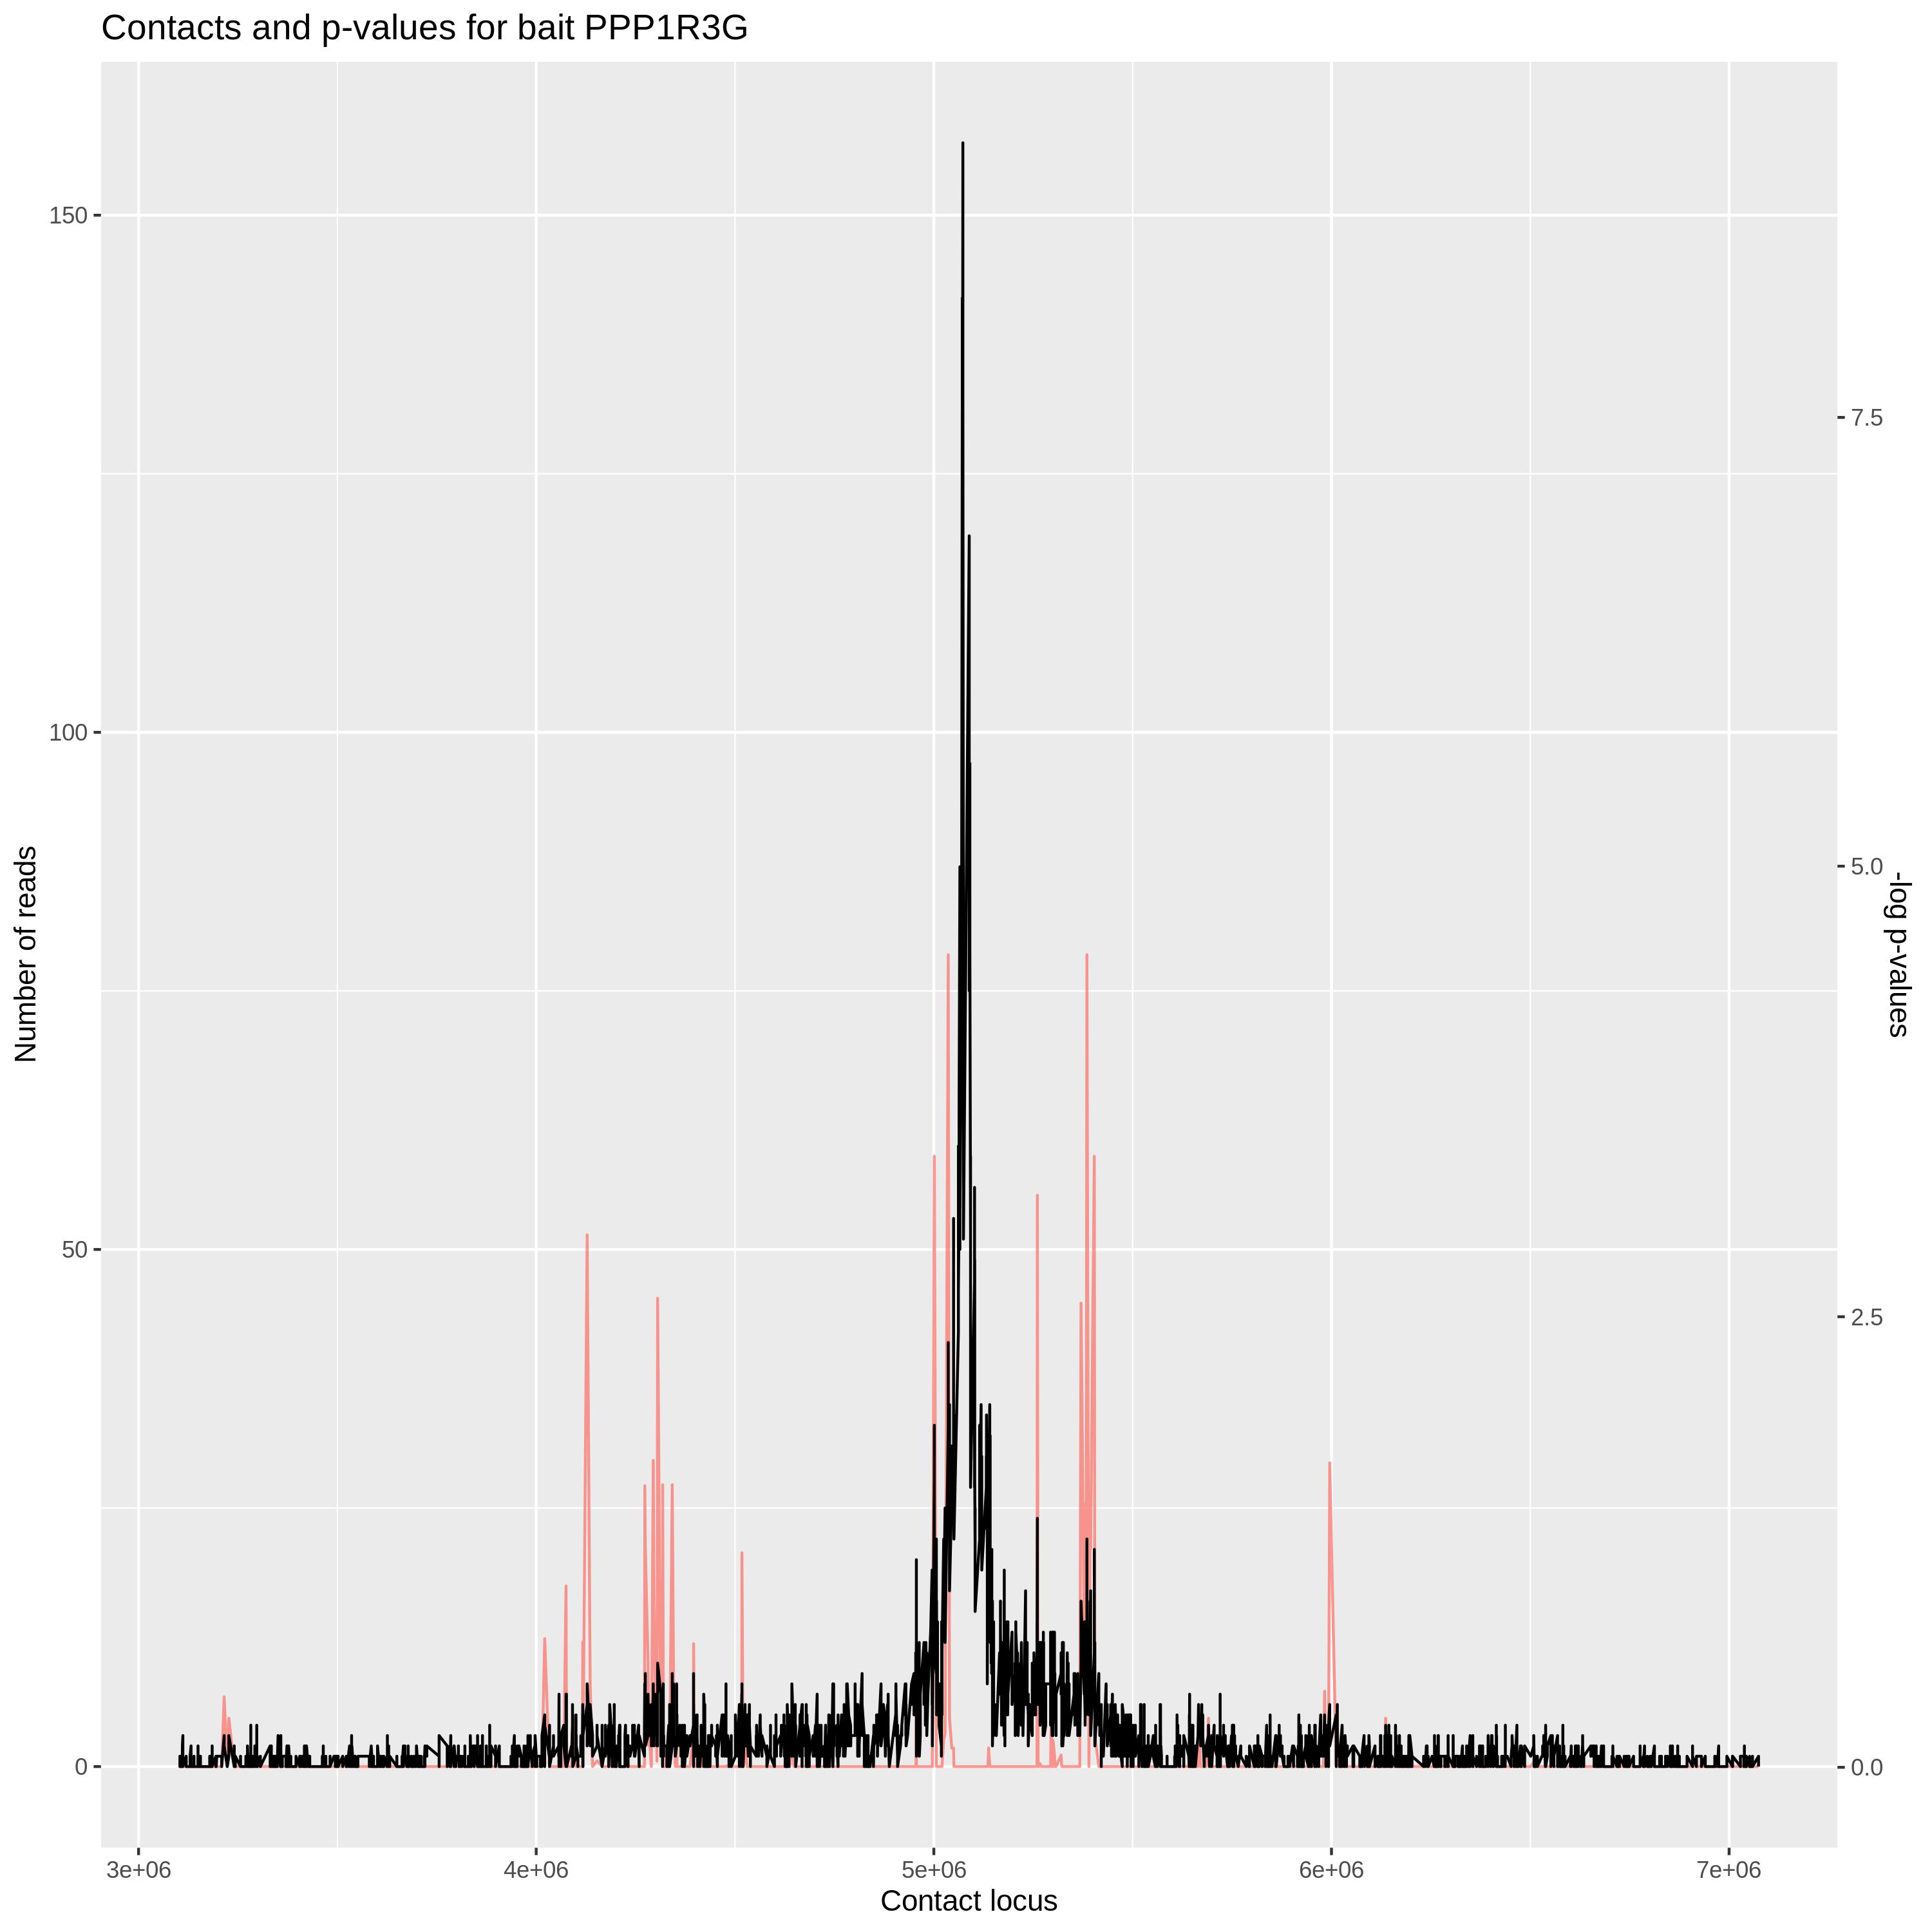 Contacts and p-values for bait PPP1R3G
150
100
50
0
Number of reads
7.5
5.0
2.5
0.0
-log p-values
3e+06
4e+06
5e+06
6e+06
7e+06
Contact locus